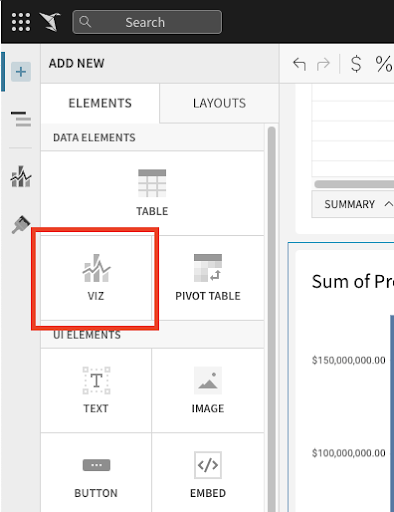 Search
ADD NEW
ELEMENTS
LAYOUTS
DATA ELEMENTS
TABLE
VIZ
PIVOT TABLE
UI ELEMENTS
TEXT
IMAGE
BUTTON
EMBED
$ %
SUMMARY
Sum of Pr
$150,000,000.00
$100,000,000.00